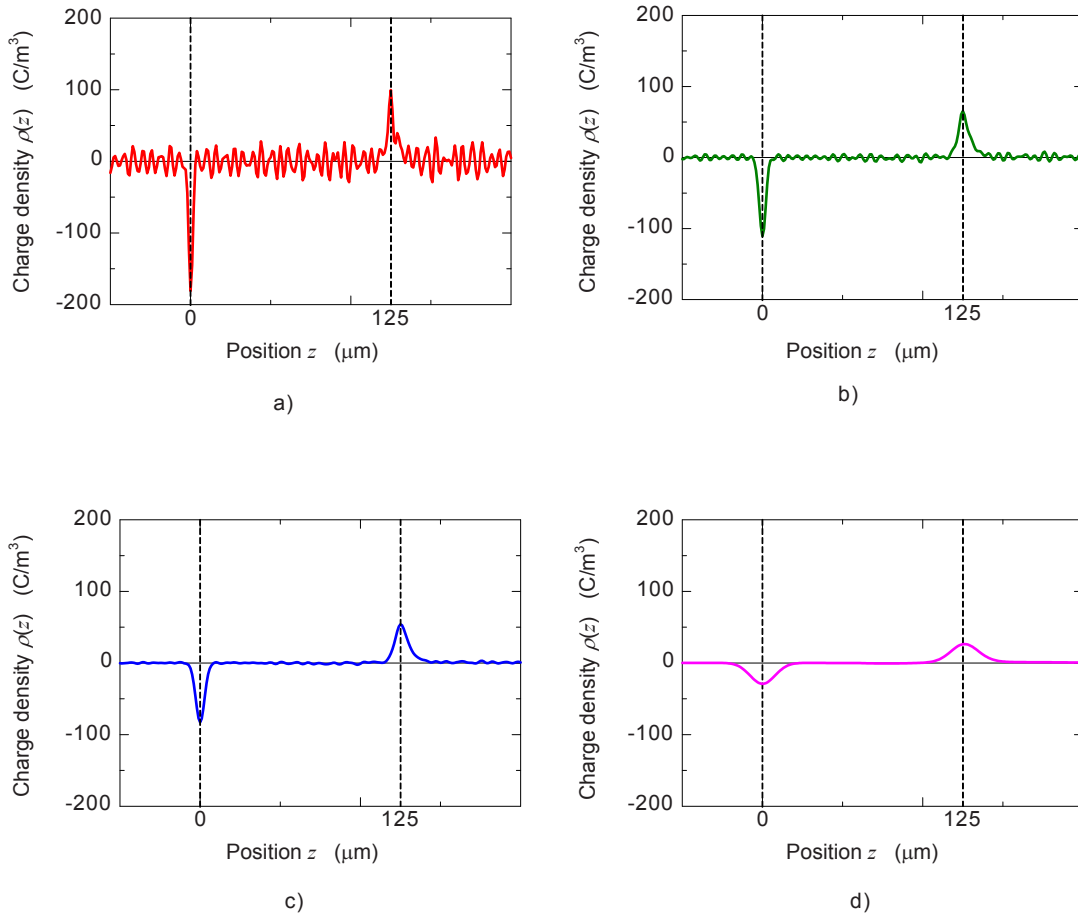 200
100
0
-100
-200
Charge density ρ(z) (C/m³)
0 125
Position z (μm)
a)
200
100
0
-100
-200
Charge density ρ(z) (C/m³)
0 125
Position z (μm)
b)
200
100
0
-100
-200
Charge density ρ(z) (C/m³)
0 125
Position z (μm)
c)
200
100
0
-100
-200
Charge density ρ(z) (C/m³)
0 125
Position z (μm)
d)